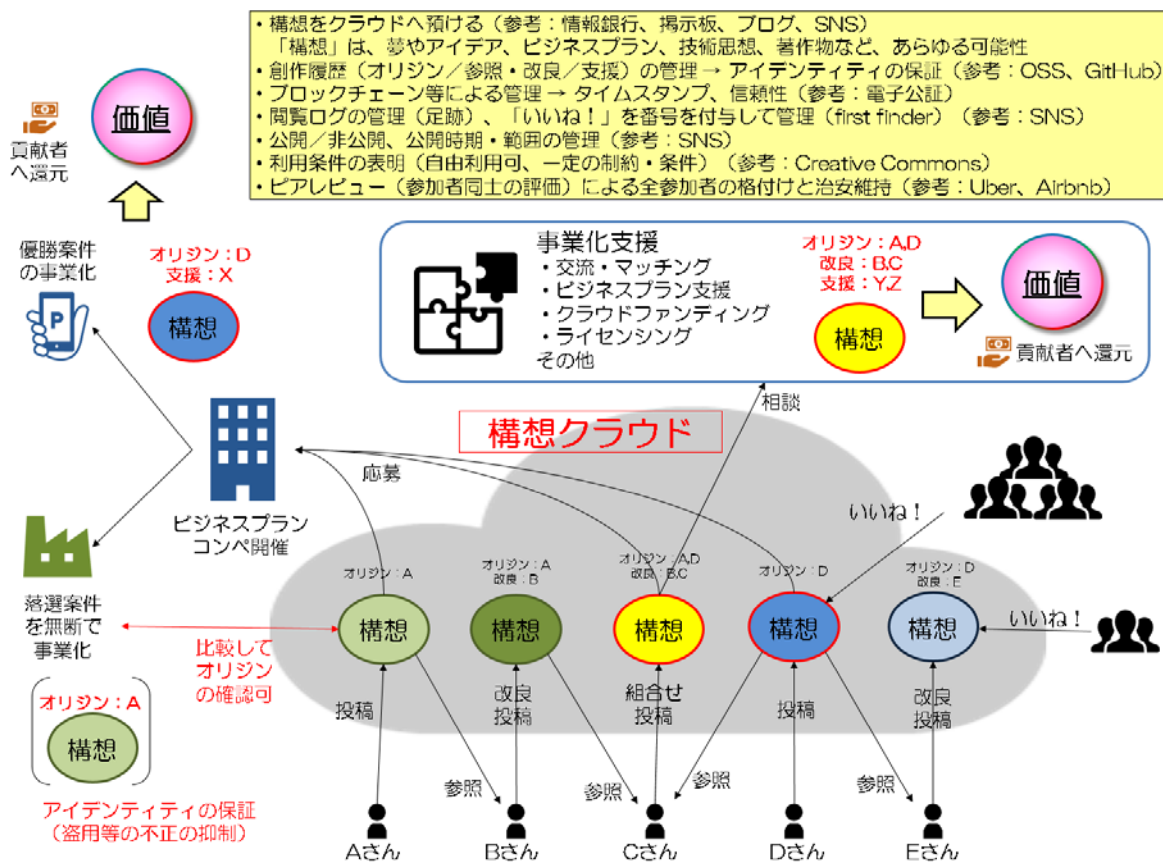 ・構想をクラウドへ預ける（参考：情報銀行、掲示板、ブログ、SNS）
「構想」は、夢やアイデア、ビジネスプラン、技術思想、著作物など、あらゆる可能性
・創作履歴（オリジン／参照・改良／支援）の管理 → アイデンティティの保証（参考：OSS、GitHub）
・ブロックチェーン等による管理 → タイムスタンプ、信頼性（参考：電子公証）
・閲覧ログの管理（足跡）、「いいね！」を番号を付与して管理（first finder）（参考：SNS）
・公開／非公開、公開時期・範囲の管理（参考：SNS）
・利用条件の表明（自由利用可、一定の制約・条件）（参考：Creative Commons）
・ピアレビュー（参加者同士の評価）による全参加者の格付けと治安維持（参考：Uber、Airbnb）
価値
貢献者
へ還元
優勝案件
の事業化
P
オリジン：D
支援：X
構想
事業化支援
・交流・マッチング
・ビジネスプラン支援
・クラウドファンディング
・ライセンシング
その他
オリジン：A,D
改良：B,C
支援：Y,Z
構想
価値
貢献者へ還元
相談
構想クラウド
応募
ビジネスプラン
コンペ開催
いいね！
オリジン：A
構想
オリジン：A
改良：B
構想
オリジン：A,D
改良：B,C
構想
オリジン：D
構想
オリジン：D
改良：E
構想
いいね！
落選案件
を無断で
事業化
比較して
オリジン
の確認可
オリジン：A
構想
アイデンティティの保証
（盗用等の不正の抑制）
投稿
改良
投稿
組合せ
投稿
投稿
改良
投稿
参照
参照
参照
参照
Aさん
Bさん
Cさん
Dさん
Eさん